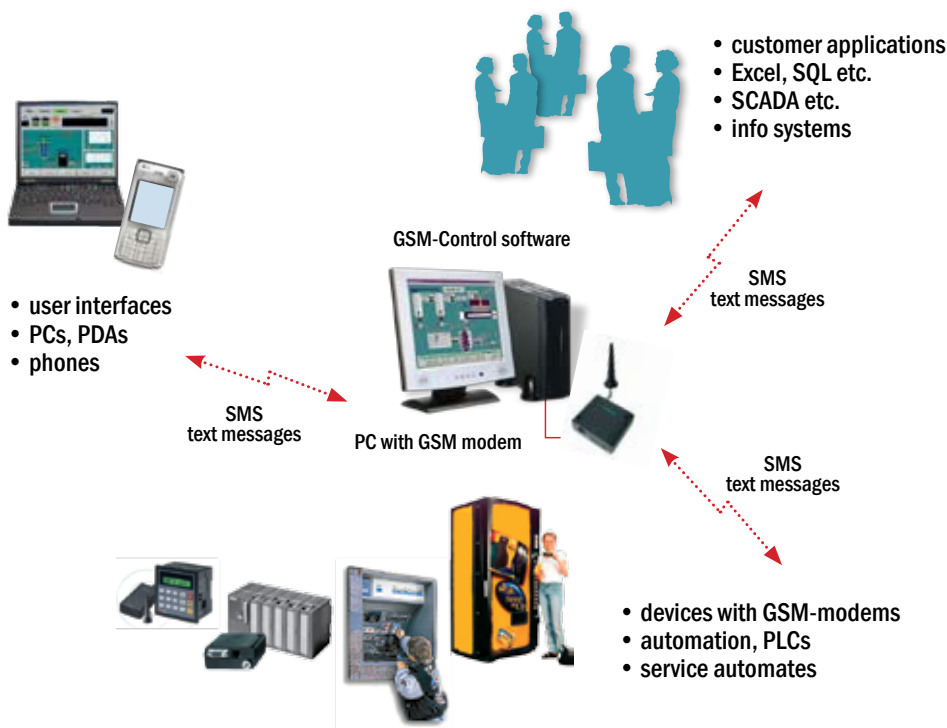 • customer applications
• Excel, SQL etc.
• SCADA etc.
• info systems
GSM-Control software
SMS
text messages
• user interfaces
• PCs, PDAs
• phones
SMS
text messages
PC with GSM modem
SMS
text messages
• devices with GSM-modems
• automation, PLCs
• service automates